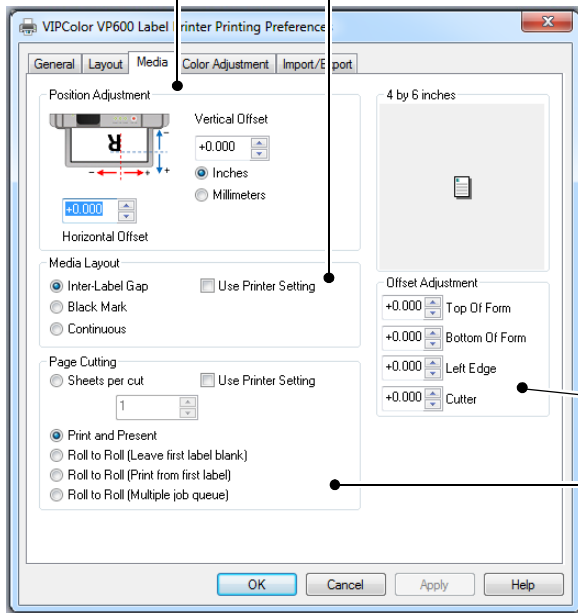 VIPColor VP600 Label Printer Printing Preferences
General Layout Media Color Adjustment Import/Export
Position Adjustment
Vertical Offset
+0.000
Inches
Millimeters
R
- + - +
+0.000
Horizontal Offset
Media Layout
Inter-Label Gap
Use Printer Setting
Black Mark
Continuous
Page Cutting
Sheets per cut
Use Printer Setting
1
Print and Present
Roll to Roll (Leave first label blank)
Roll to Roll (Print from first label)
Roll to Roll (Multiple job queue)
4 by 6 inches
Offset Adjustment
+0.000 Top Of Form
+0.000 Bottom Of Form
+0.000 Left Edge
+0.000 Cutter
OK Cancel Apply Help